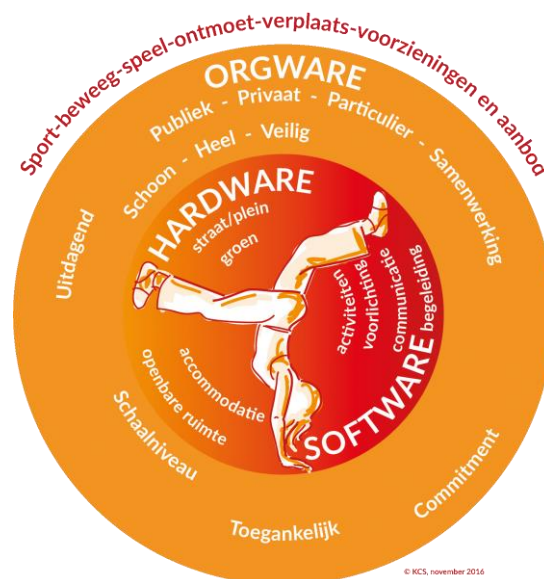 Sport-beweeg-speel-ontmoet-verplaats-voorzieningen en aanbod
ORGWARE
Publiek - Privaat - Particulier - Samenwerking
Schoon - Heel - Veilig
Uitdagend
HARDWARE
straat/plein
groen
activiteiten
voorlichting
communicatie
begeleiding
SOFTWARE
accommodatie
openbare ruimte
Schaalniveau
Toegankelijk
Commitment
© KCS, november 2016